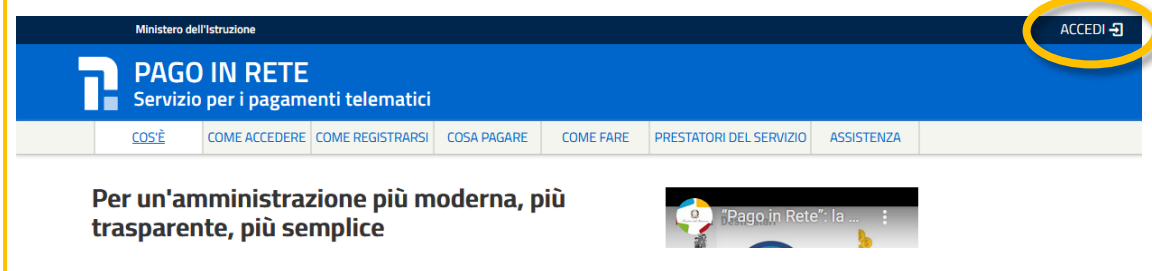 Ministero dell'Istruzione
ACCEDI
PAGO IN RETE
Servizio per i pagamenti telematici
COS'È COME ACCEDERE COME REGISTRARSI COSA PAGARE COME FARE PRESTATORI DEL SERVIZIO ASSISTENZA
Per un'amministrazione più moderna, più
trasparente, più semplice
"Pago in Rete": la ...